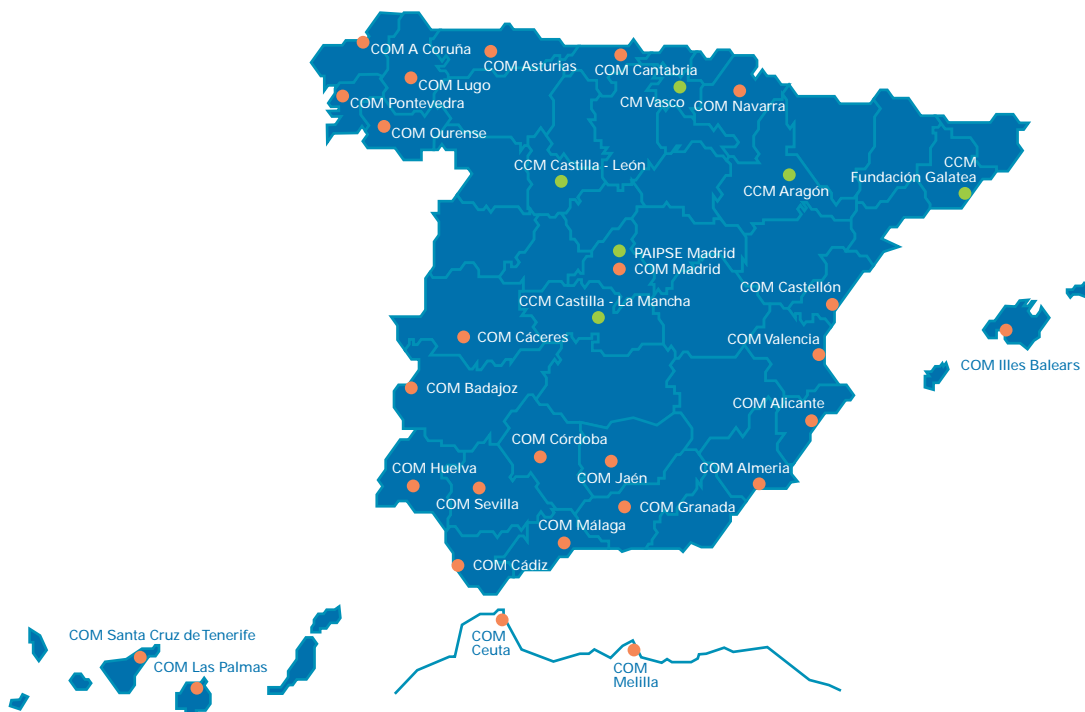 COM A Coruña
COM Asturias
COM Cantabria
COM Lugo
CM Vasco
COM Navarra
COM Pontevedra
COM Ourense
CCM Castilla - León
CCM
Fundación Galatea
CCM Aragón
PAIPSE Madrid
COM Madrid
COM Castellón
CCM Castilla - La Mancha
COM Cáceres
COM Valencia
COM Illes Balears
COM Badajoz
COM Alicante
COM Córdoba
COM Huelva
COM Jaén
COM Almeria
COM Sevilla
COM Granada
COM Málaga
COM Cádiz
COM Santa Cruz de Tenerife
COM Las Palmas
COM
Ceuta
COM
Melilla